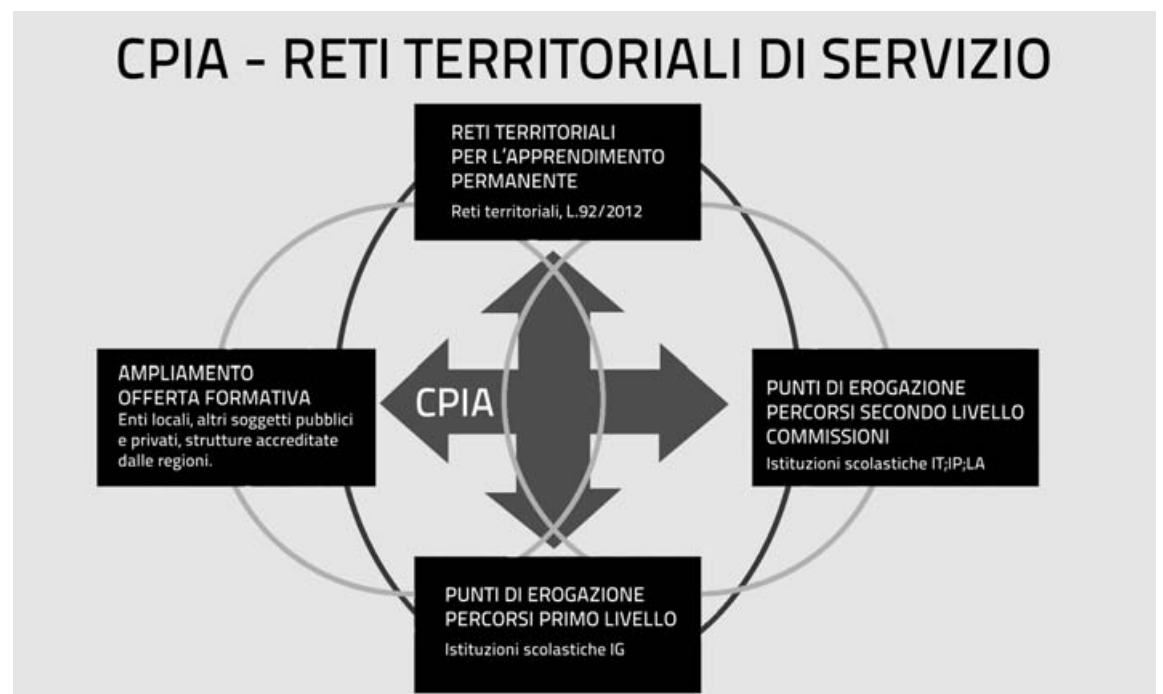 CPIA - RETI TERRITORIALI DI SERVIZIO
RETI TERRITORIALI
PER L'APPRENDIMENTO
PERMANENTE
Reti territoriali, L.92/2012
AMPLIAMENTO
OFFERTA FORMATIVA
Enti locali, altri soggetti pubblici
e privati, strutture accreditate
dalle regioni.
CPIA
PUNTI DI EROGAZIONE
PERCORSI SECONDO LIVELLO
COMMISSIONI
Istituzioni scolastiche IT;IP;LA
PUNTI DI EROGAZIONE
PERCORSI PRIMO LIVELLO
Istituzioni scolastiche IG